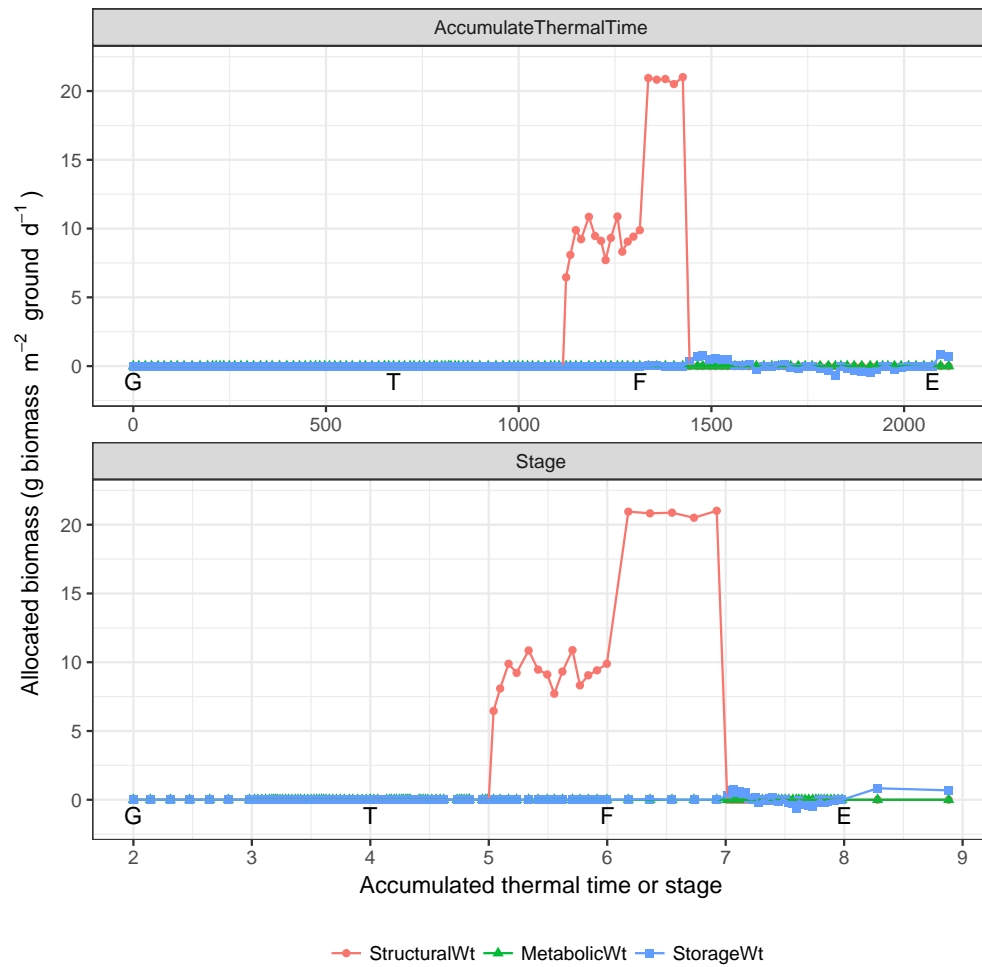 AccumulateThermalTime
20
15
10
5
0
G T F E
0 500 1000 1500 2000
Stage
20
15
10
5
0
G T F E
2 3 4 5 6 7 8 9
Allocated biomass (g biomass m⁻² ground d⁻¹ )
Accumulated thermal time or stage
StructuralWt MetabolicWt StorageWt